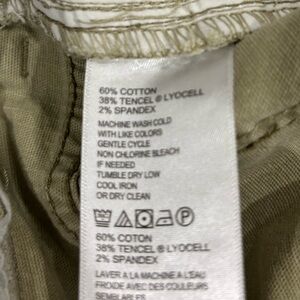 60% COTTON
38% TENCEL ® LYOCELL
2% SPANDEX
MACHINE WASH COLD
WITH LIKE COLORS
GENTLE CYCLE
NON CHLORINE BLEACH
IF NEEDED
TUMBLE DRY LOW
COOL IRON
OR DRY CLEAN
P
60% COTON
38% TENCEL ® LYOCELL
2% SPANDEX
LAVER A LA MACHINE A L'EAU
FROIDE AVEC DES COULEURS
SEMBLABLES